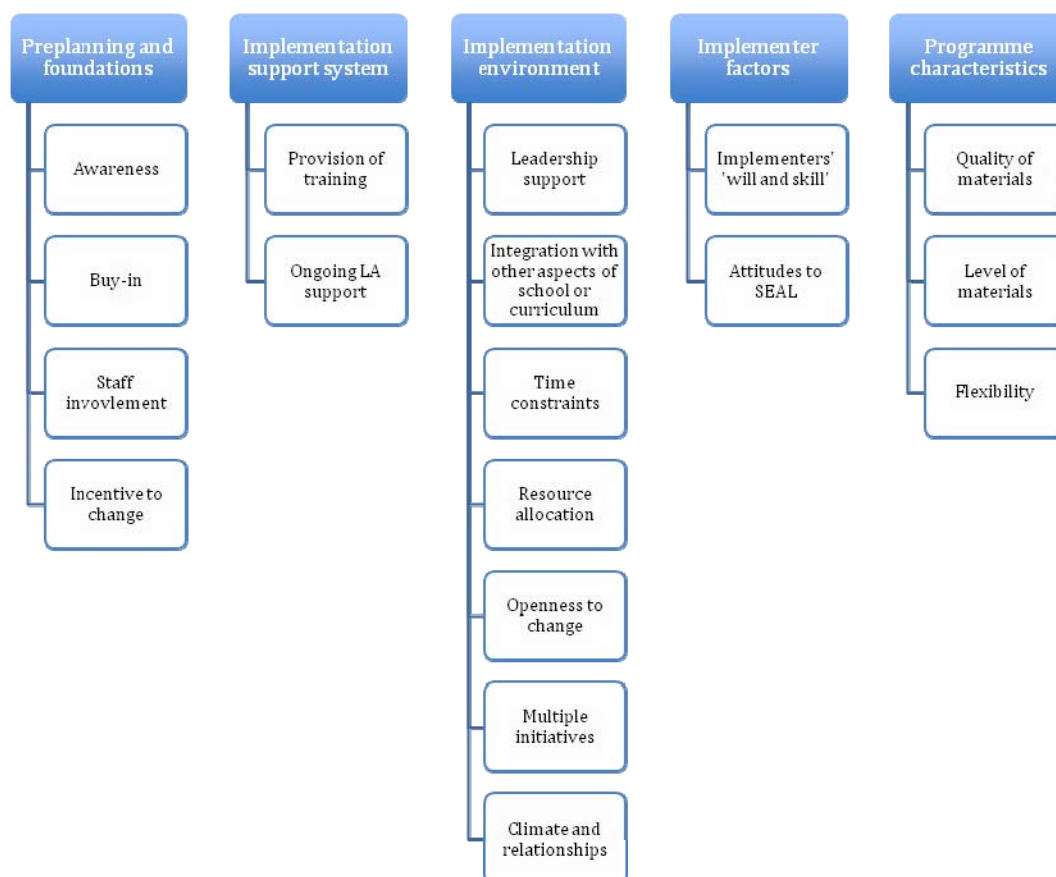 Preplanning and
foundations
Awareness
Buy-in
Staff
invovlement
Incentive to
change
Implementation
support system
Provision of
training
Ongoing LA
support
Implementation
environment
Leadership
support
Integration with
other aspects of
school or
curriculum
Time
constraints
Resource
allocation
Openness to
change
Multiple
initiatives
Climate and
relationships
Implementer
factors
Implementers'
'will and skill'
Attitudes to
SEAL
Programme
characteristics
Quality of
materials
Level of
materials
Flexibility